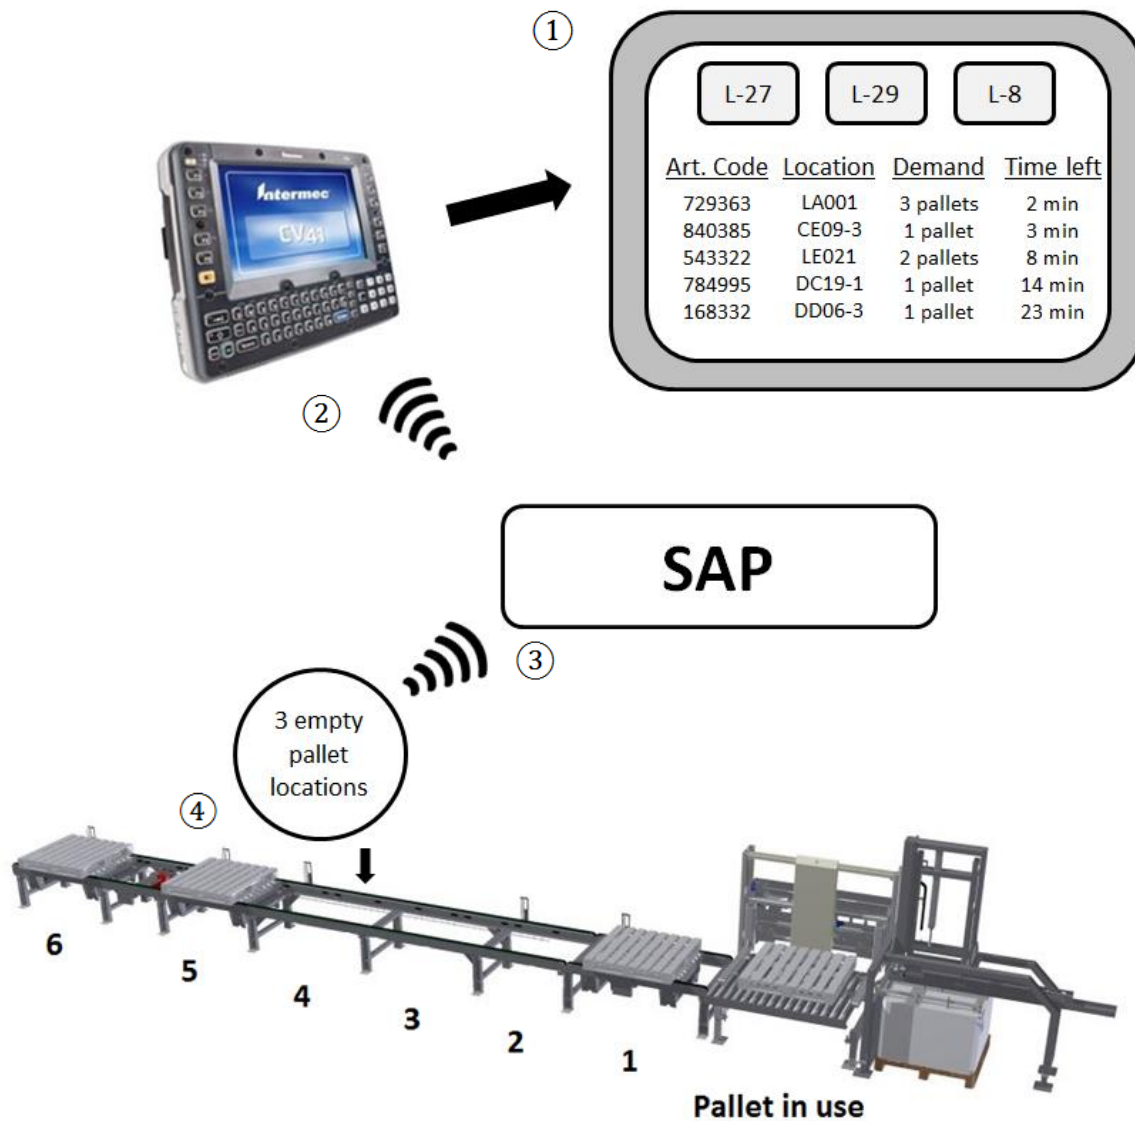 ①
L-27 L-29 L-8
Art. Code Location Demand Time left
729363 LA001 3 pallets 2 min
840385 CE09-3 1 pallet 3 min
543322 LE021 2 pallets 8 min
784995 DC19-1 1 pallet 14 min
168332 DD06-3 1 pallet 23 min
Intermec
CV41
②
SAP
③
3 empty
pallet
locations
④
6
5
4
3
2
1
Pallet in use